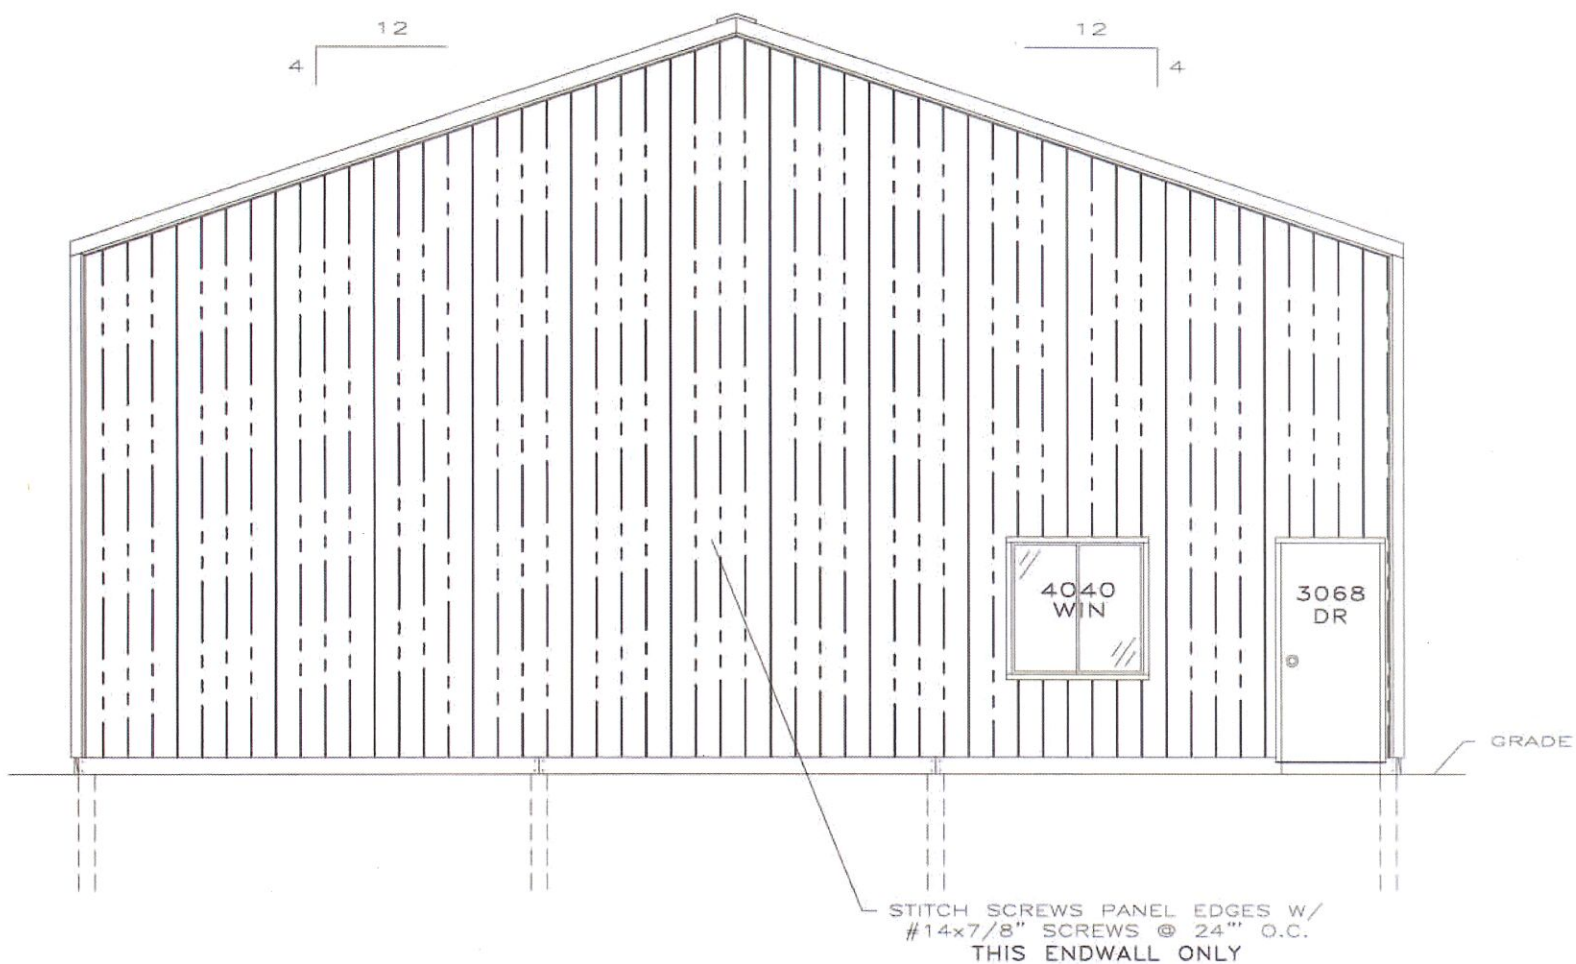 12
4
12
4
4040
WIN
3068
DR
GRADE
STITCH SCREWS PANEL EDGES W/
#14x7/8" SCREWS @ 24"' O.C.
THIS ENDWALL ONLY